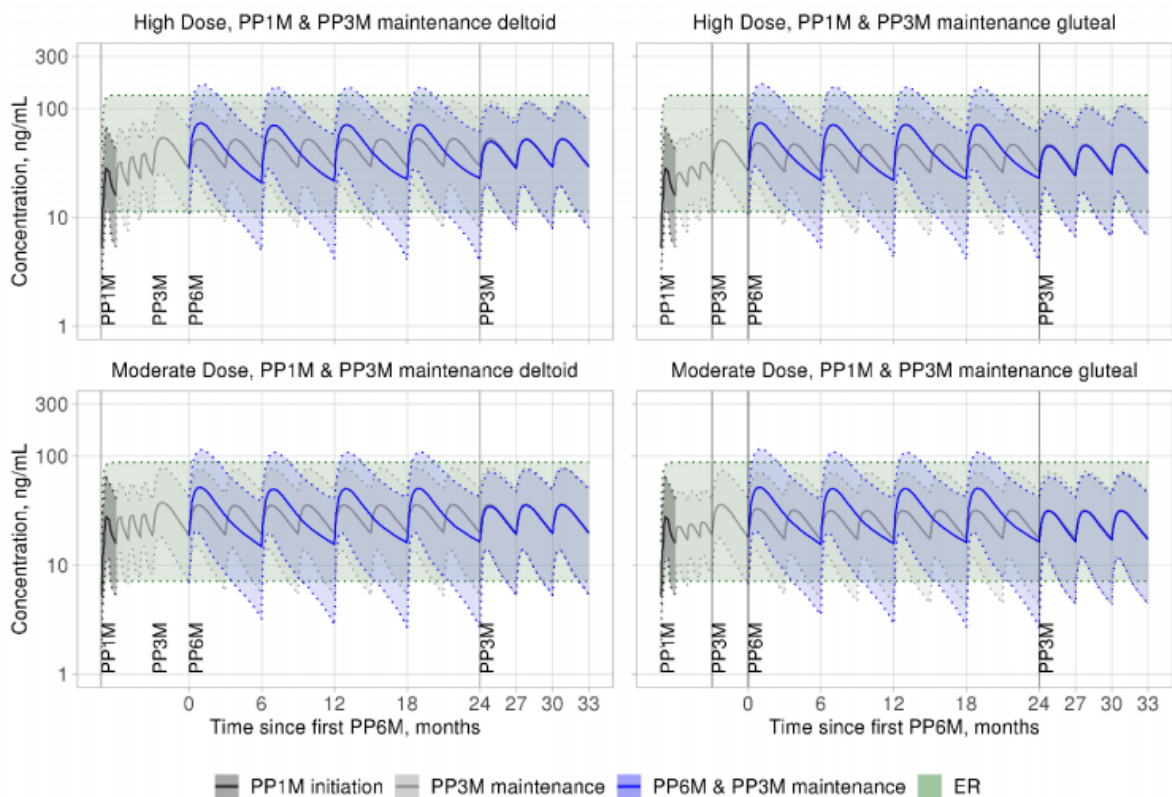 High Dose, PP1M & PP3M maintenance deltoid
High Dose, PP1M & PP3M maintenance gluteal
Concentration, ng/mL
300
100
10
1
PP1M
PP3M
PP6M
PP3M
PP1M
PP3M
PP6M
PP3M
Moderate Dose, PP1M & PP3M maintenance deltoid
Moderate Dose, PP1M & PP3M maintenance gluteal
Concentration, ng/mL
300
100
10
1
PP1M
PP3M
PP6M
PP3M
PP1M
PP3M
PP6M
PP3M
0 6 12 18 24 27 30 33
0 6 12 18 24 27 30 33
Time since first PP6M, months
Time since first PP6M, months
PP1M initiation PP3M maintenance PP6M & PP3M maintenance ER